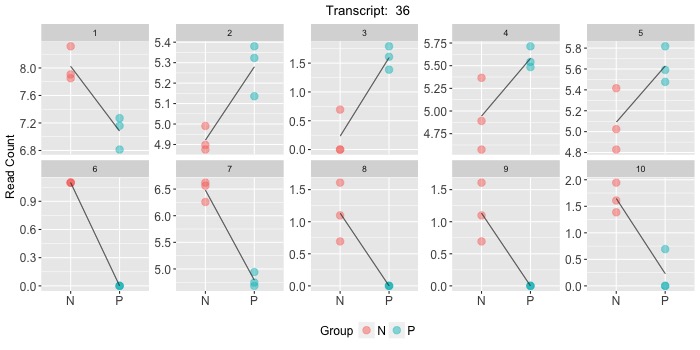 Transcript: 36
1 2 3 4 5
8.0 7.6 7.2 6.8
5.4 5.3 5.2 5.1 5.0 4.9
1.5 1.0 0.5 0.0
5.75 5.50 5.25 5.00 4.75
5.8 5.6 5.4 5.2 5.0 4.8
Read Count
6 7 8 9 10
0.9 0.6 0.3 0.0
6.5 6.0 5.5 5.0
1.5 1.0 0.5 0.0
1.5 1.0 0.5 0.0
2.0 1.5 1.0 0.5 0.0
N P N P N P N P N P
Group N P